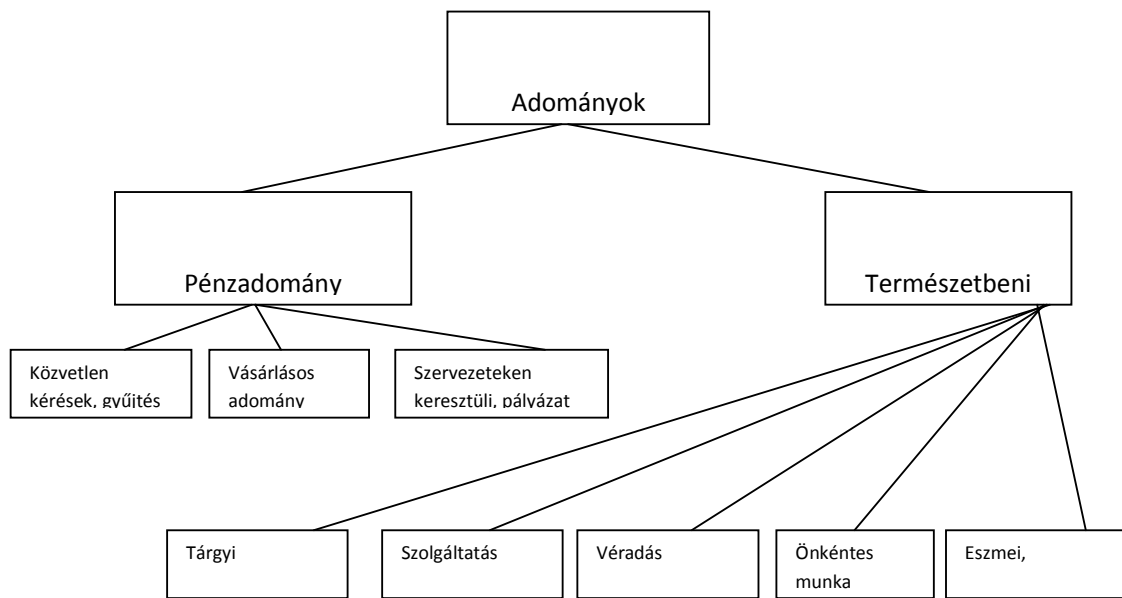 Adományok
Pénzadomány
Természetbeni
Közvetlen
kérések, gyűjtés
Vásárlásos
adomány
Szervezeteken
keresztüli, pályázat
Tárgyi
Szolgáltatás
Véradás
Önkéntes
munka
Eszmei,